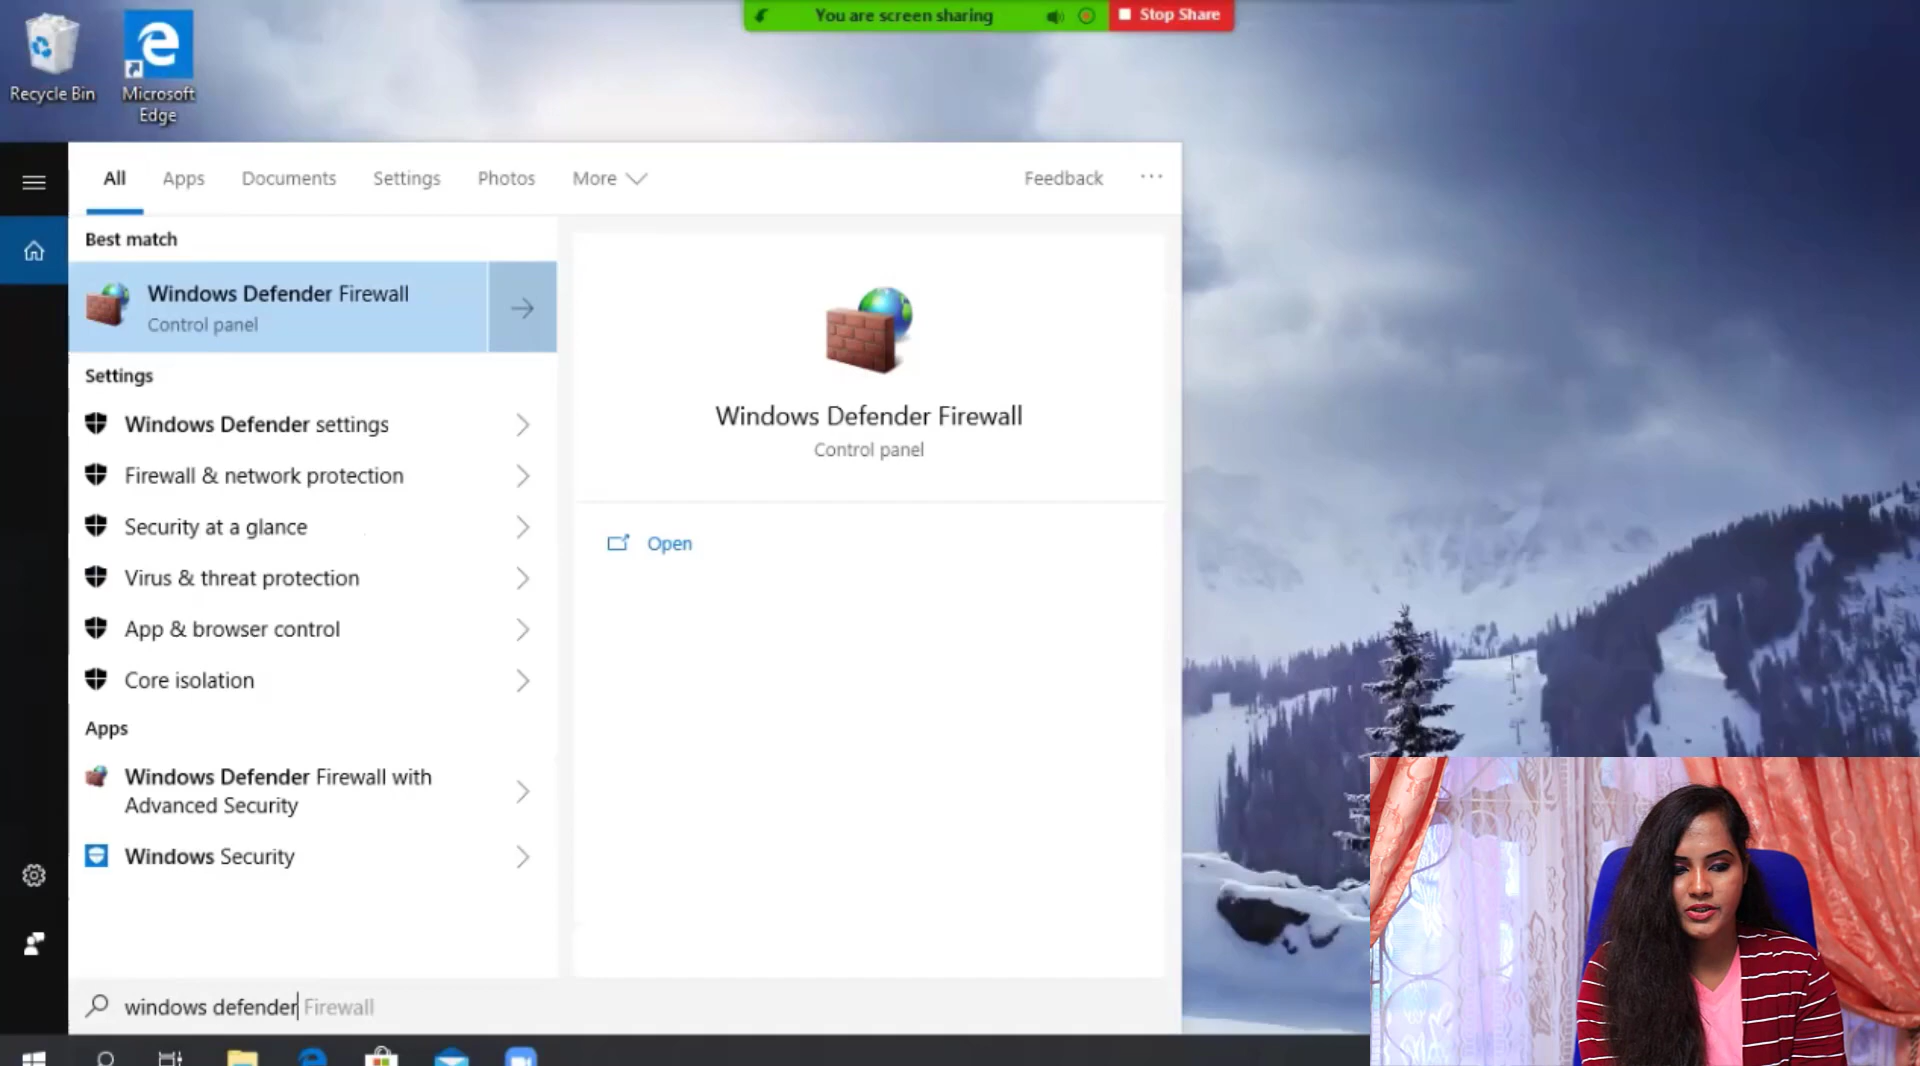 You are screen sharing
Stop Share
Recycle Bin
Microsoft
Edge
All
Apps
Documents
Settings
Photos
More
Feedback
Best match
Windows Defender Firewall
Control panel
Settings
Windows Defender settings
Firewall & network protection
Security at a glance
Virus & threat protection
App & browser control
Core isolation
Apps
Windows Defender Firewall with
Advanced Security
Windows Security
Windows Defender Firewall
Control panel
Open
windows defender Firewall